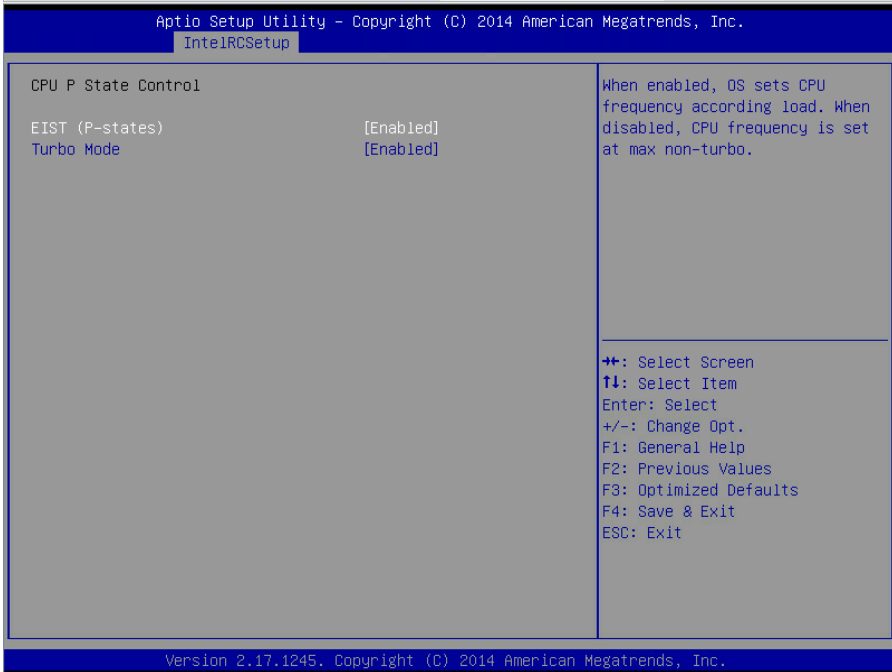 Aptio Setup Utility – Copyright (C) 2014 American Megatrends, Inc.
IntelRCSetup
CPU P State Control
EIST (P-states) [Enabled]
Turbo Mode [Enabled]
When enabled, OS sets CPU
frequency according load. When
disabled, CPU frequency is set
at max non-turbo.
→←: Select Screen
↑↓: Select Item
Enter: Select
+/-: Change Opt.
F1: General Help
F2: Previous Values
F3: Optimized Defaults
F4: Save & Exit
ESC: Exit
Version 2.17.1245. Copyright (C) 2014 American Megatrends, Inc.